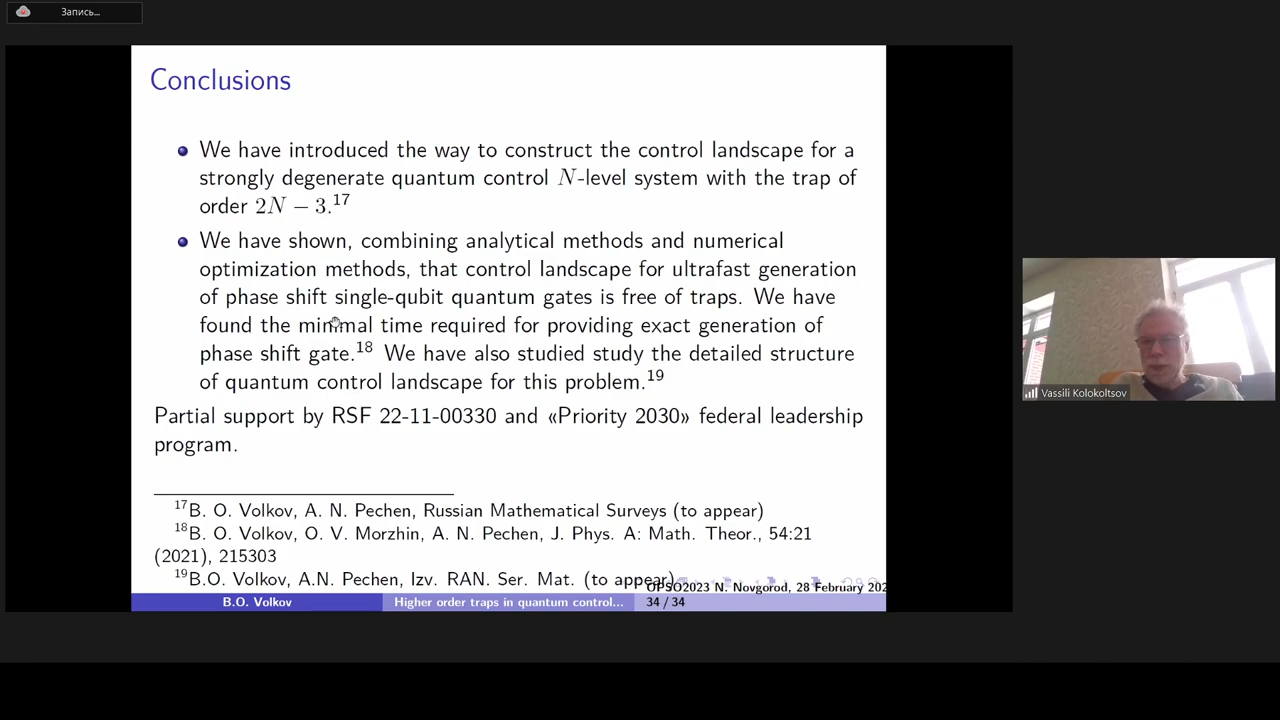 Запись...
Conclusions
We have introduced the way to construct the control landscape for a
strongly degenerate quantum control N-level system with the trap of
order 2N − 3.17
We have shown, combining analytical methods and numerical
optimization methods, that control landscape for ultrafast generation
of phase shift single-qubit quantum gates is free of traps. We have
found the minimal time required for providing exact generation of
phase shift gate.18 We have also studied study the detailed structure
of quantum control landscape for this problem.19
Partial support by RSF 22-11-00330 and «Priority 2030» federal leadership
program.
17B. O. Volkov, A. N. Pechen, Russian Mathematical Surveys (to appear)
18B. O. Volkov, O. V. Morzhin, A. N. Pechen, J. Phys. A: Math. Theor., 54:21
(2021), 215303
19B.O. Volkov, A.N. Pechen, Izv. RAN. Ser. Mat. (to appear)
B.O. Volkov
Higher order traps in quantum control...
OPSO2023 N. Novgorod, 28 February 202
34 / 34
Vassili Kolokoltsov